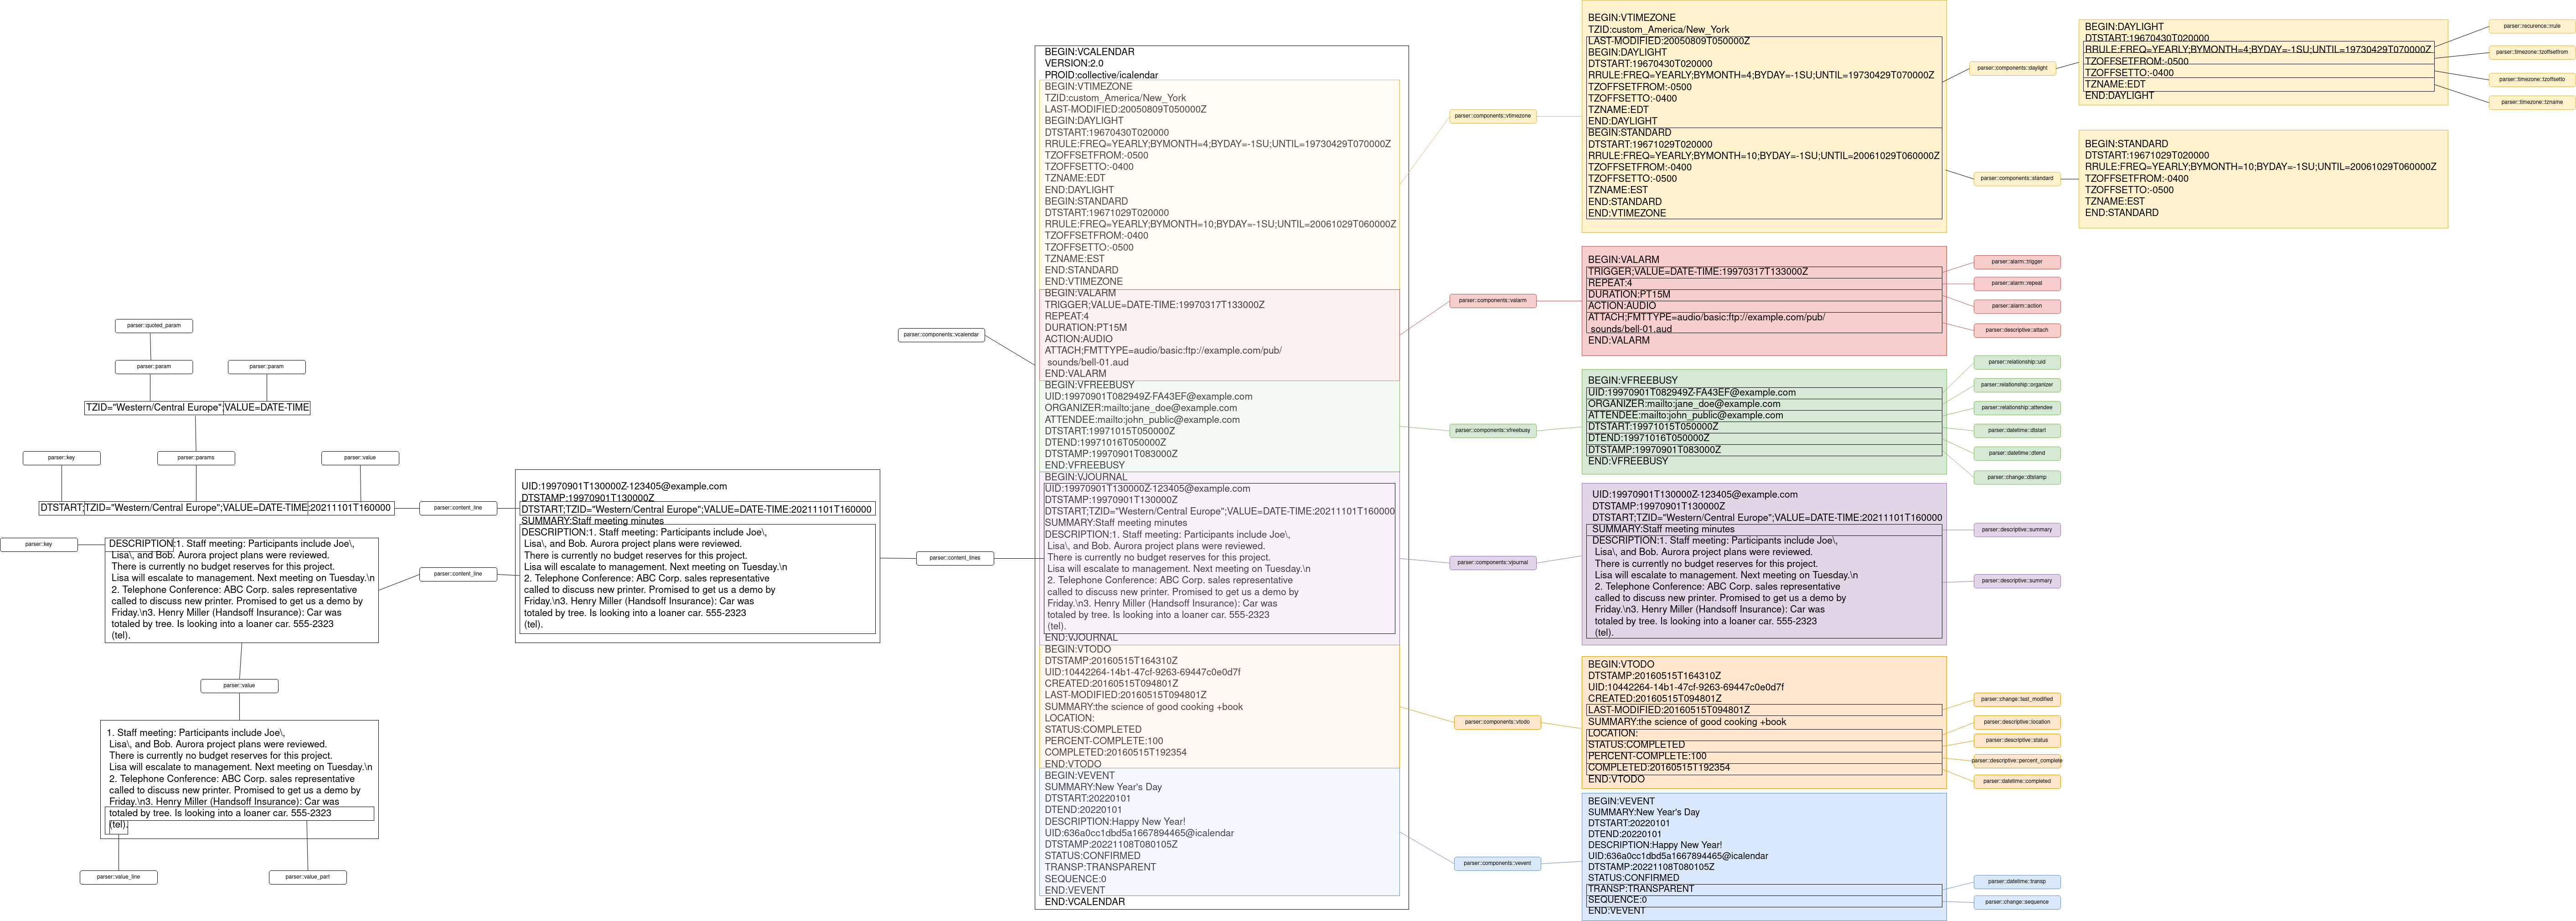 parser::quoted_param
parser::param
parser::param
TZID="Western/Central Europe";VALUE=DATE-TIME
parser::key
parser::params
parser::value
DTSTART;TZID="Western/Central Europe";VALUE=DATE-TIME:20211101T160000
parser::content_line
parser::key
DESCRIPTION:1. Staff meeting: Participants include Joe\,
Lisa\, and Bob. Aurora project plans were reviewed.
There is currently no budget reserves for this project.
Lisa will escalate to management. Next meeting on Tuesday.\n
2. Telephone Conference: ABC Corp. sales representative
called to discuss new printer. Promised to get us a demo by
Friday.\n3. Henry Miller (Handsoff Insurance): Car was
totaled by tree. Is looking into a loaner car. 555-2323
(tel).
parser::content_line
parser::value
1. Staff meeting: Participants include Joe\,
Lisa\, and Bob. Aurora project plans were reviewed.
There is currently no budget reserves for this project.
Lisa will escalate to management. Next meeting on Tuesday.\n
2. Telephone Conference: ABC Corp. sales representative
called to discuss new printer. Promised to get us a demo by
Friday.\n3. Henry Miller (Handsoff Insurance): Car was
totaled by tree. Is looking into a loaner car. 555-2323
(tel).
parser::value_line
parser::value_part
UID:19970901T130000Z-123405@example.com
DTSTAMP:19970901T130000Z
DTSTART;TZID="Western/Central Europe";VALUE=DATE-TIME:20211101T160000
SUMMARY:Staff meeting minutes
DESCRIPTION:1. Staff meeting: Participants include Joe\,
Lisa\, and Bob. Aurora project plans were reviewed.
There is currently no budget reserves for this project.
Lisa will escalate to management. Next meeting on Tuesday.\n
2. Telephone Conference: ABC Corp. sales representative
called to discuss new printer. Promised to get us a demo by
Friday.\n3. Henry Miller (Handsoff Insurance): Car was
totaled by tree. Is looking into a loaner car. 555-2323
(tel).
parser::content_lines
parser::components::vcalendar
BEGIN:VCALENDAR
VERSION:2.0
PROID:collective/icalendar
BEGIN:VTIMEZONE
TZID:custom_America/New_York
LAST-MODIFIED:20050809T050000Z
BEGIN:DAYLIGHT
DTSTART:19670430T020000
RRULE:FREQ=YEARLY;BYMONTH=4;BYDAY=-1SU;UNTIL=19730429T070000Z
TZOFFSETFROM:-0500
TZOFFSETTO:-0400
TZNAME:EDT
END:DAYLIGHT
BEGIN:STANDARD
DTSTART:19671029T020000
RRULE:FREQ=YEARLY;BYMONTH=10;BYDAY=-1SU;UNTIL=20061029T060000Z
TZOFFSETFROM:-0400
TZOFFSETTO:-0500
TZNAME:EST
END:STANDARD
END:VTIMEZONE
BEGIN:VALARM
TRIGGER;VALUE=DATE-TIME:19970317T133000Z
REPEAT:4
DURATION:PT15M
ACTION:AUDIO
ATTACH;FMTTYPE=audio/basic:ftp://example.com/pub/
sounds/bell-01.aud
END:VALARM
BEGIN:VFREEBUSY
UID:19970901T082949Z-FA43EF@example.com
ORGANIZER:mailto:jane_doe@example.com
ATTENDEE:mailto:john_public@example.com
DTSTART:19971015T050000Z
DTEND:19971016T050000Z
DTSTAMP:19970901T083000Z
END:VFREEBUSY
BEGIN:VJOURNAL
UID:19970901T130000Z-123405@example.com
DTSTAMP:19970901T130000Z
DTSTART;TZID="Western/Central Europe";VALUE=DATE-TIME:20211101T160000
SUMMARY:Staff meeting minutes
DESCRIPTION:1. Staff meeting: Participants include Joe\,
Lisa\, and Bob. Aurora project plans were reviewed.
There is currently no budget reserves for this project.
Lisa will escalate to management. Next meeting on Tuesday.\n
2. Telephone Conference: ABC Corp. sales representative
called to discuss new printer. Promised to get us a demo by
Friday.\n3. Henry Miller (Handsoff Insurance): Car was
totaled by tree. Is looking into a loaner car. 555-2323
(tel).
END:VJOURNAL
BEGIN:VTODO
DTSTAMP:20160515T164310Z
UID:10442264-14b1-47cf-9263-69447c0e0d7f
CREATED:20160515T094801Z
LAST-MODIFIED:20160515T094801Z
SUMMARY:the science of good cooking +book
LOCATION:
STATUS:COMPLETED
PERCENT-COMPLETE:100
COMPLETED:20160515T192354
END:VTODO
BEGIN:VEVENT
SUMMARY:New Year's Day
DTSTART:20220101
DTEND:20220101
DESCRIPTION:Happy New Year!
UID:636a0cc1dbd5a1667894465@icalendar
DTSTAMP:20221108T080105Z
STATUS:CONFIRMED
TRANSP:TRANSPARENT
SEQUENCE:0
END:VEVENT
END:VCALENDAR
parser::components::vtimezone
BEGIN:VTIMEZONE
TZID:custom_America/New_York
LAST-MODIFIED:20050809T050000Z
BEGIN:DAYLIGHT
DTSTART:19670430T020000
RRULE:FREQ=YEARLY;BYMONTH=4;BYDAY=-1SU;UNTIL=19730429T070000Z
TZOFFSETFROM:-0500
TZOFFSETTO:-0400
TZNAME:EDT
END:DAYLIGHT
BEGIN:STANDARD
DTSTART:19671029T020000
RRULE:FREQ=YEARLY;BYMONTH=10;BYDAY=-1SU;UNTIL=20061029T060000Z
TZOFFSETFROM:-0400
TZOFFSETTO:-0500
TZNAME:EST
END:STANDARD
END:VTIMEZONE
parser::components::daylight
BEGIN:DAYLIGHT
DTSTART:19670430T020000
RRULE:FREQ=YEARLY;BYMONTH=4;BYDAY=-1SU;UNTIL=19730429T070000Z
TZOFFSETFROM:-0500
TZOFFSETTO:-0400
TZNAME:EDT
END:DAYLIGHT
parser::recurence::rrule
parser::timezone::tzoffsetfrom
parser::timezone::tzoffsetto
parser::timezone::tzname
parser::components::standard
BEGIN:STANDARD
DTSTART:19671029T020000
RRULE:FREQ=YEARLY;BYMONTH=10;BYDAY=-1SU;UNTIL=20061029T060000Z
TZOFFSETFROM:-0400
TZOFFSETTO:-0500
TZNAME:EST
END:STANDARD
parser::components::valarm
BEGIN:VALARM
TRIGGER;VALUE=DATE-TIME:19970317T133000Z
REPEAT:4
DURATION:PT15M
ACTION:AUDIO
ATTACH;FMTTYPE=audio/basic:ftp://example.com/pub/
sounds/bell-01.aud
END:VALARM
parser::alarm::trigger
parser::alarm::repeat
parser::alarm::action
parser::descriptive::attach
parser::components::vfreebusy
BEGIN:VFREEBUSY
UID:19970901T082949Z-FA43EF@example.com
ORGANIZER:mailto:jane_doe@example.com
ATTENDEE:mailto:john_public@example.com
DTSTART:19971015T050000Z
DTEND:19971016T050000Z
DTSTAMP:19970901T083000Z
END:VFREEBUSY
parser::relationship::uid
parser::relationship::organizer
parser::relationship::attendee
parser::datetime::dtstart
parser::datetime::dtend
parser::change::dtstamp
parser::components::vjournal
UID:19970901T130000Z-123405@example.com
DTSTAMP:19970901T130000Z
DTSTART;TZID="Western/Central Europe";VALUE=DATE-TIME:20211101T160000
SUMMARY:Staff meeting minutes
DESCRIPTION:1. Staff meeting: Participants include Joe\,
Lisa\, and Bob. Aurora project plans were reviewed.
There is currently no budget reserves for this project.
Lisa will escalate to management. Next meeting on Tuesday.\n
2. Telephone Conference: ABC Corp. sales representative
called to discuss new printer. Promised to get us a demo by
Friday.\n3. Henry Miller (Handsoff Insurance): Car was
totaled by tree. Is looking into a loaner car. 555-2323
(tel).
parser::descriptive::summary
parser::descriptive::summary
parser::components::vtodo
BEGIN:VTODO
DTSTAMP:20160515T164310Z
UID:10442264-14b1-47cf-9263-69447c0e0d7f
CREATED:20160515T094801Z
LAST-MODIFIED:20160515T094801Z
SUMMARY:the science of good cooking +book
LOCATION:
STATUS:COMPLETED
PERCENT-COMPLETE:100
COMPLETED:20160515T192354
END:VTODO
parser::change::last_modified
parser::descriptive::location
parser: descriptive::status
parser::descriptive::percent_complete
parser::datetime::completed
parser::components::vevent
BEGIN:VEVENT
SUMMARY:New Year's Day
DTSTART:20220101
DTEND:20220101
DESCRIPTION:Happy New Year!
UID:636a0cc1dbd5a1667894465@icalendar
DTSTAMP:20221108T080105Z
STATUS:CONFIRMED
TRANSP:TRANSPARENT
SEQUENCE:0
END:VEVENT
parser::datetime::transp
parser::change::sequence